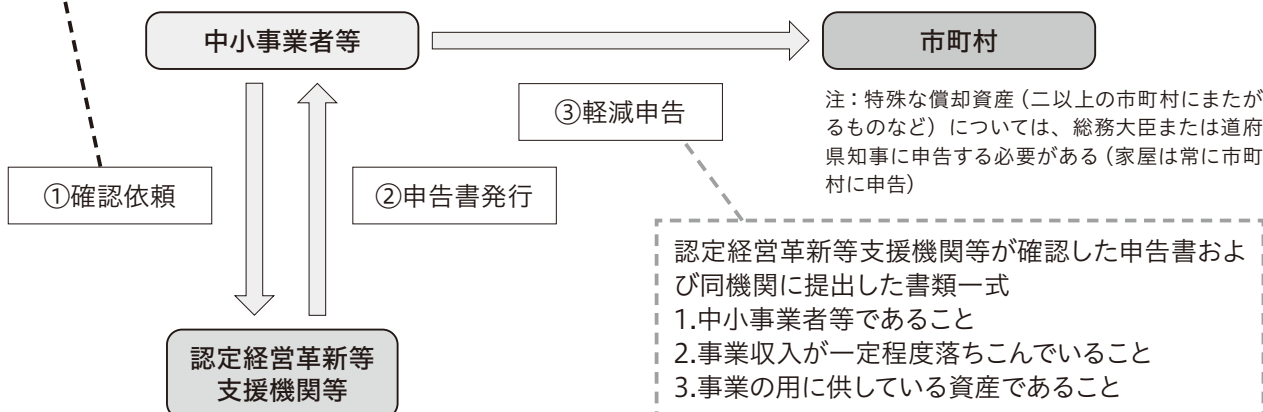 中小事業者等
市町村
③軽減申告
注：特殊な償却資産（二以上の市町村にまたが
るものなど）については、総務大臣または道府
県知事に申告する必要がある（家屋は常に市町
村に申告）
①確認依頼
②申告書発行
認定経営革新等支援機関等が確認した申告書およ
び同機関に提出した書類一式
1.中小事業者等であること
2.事業収入が一定程度落ちこんでいること
3.事業の用に供している資産であること
認定経営革新等
支援機関等